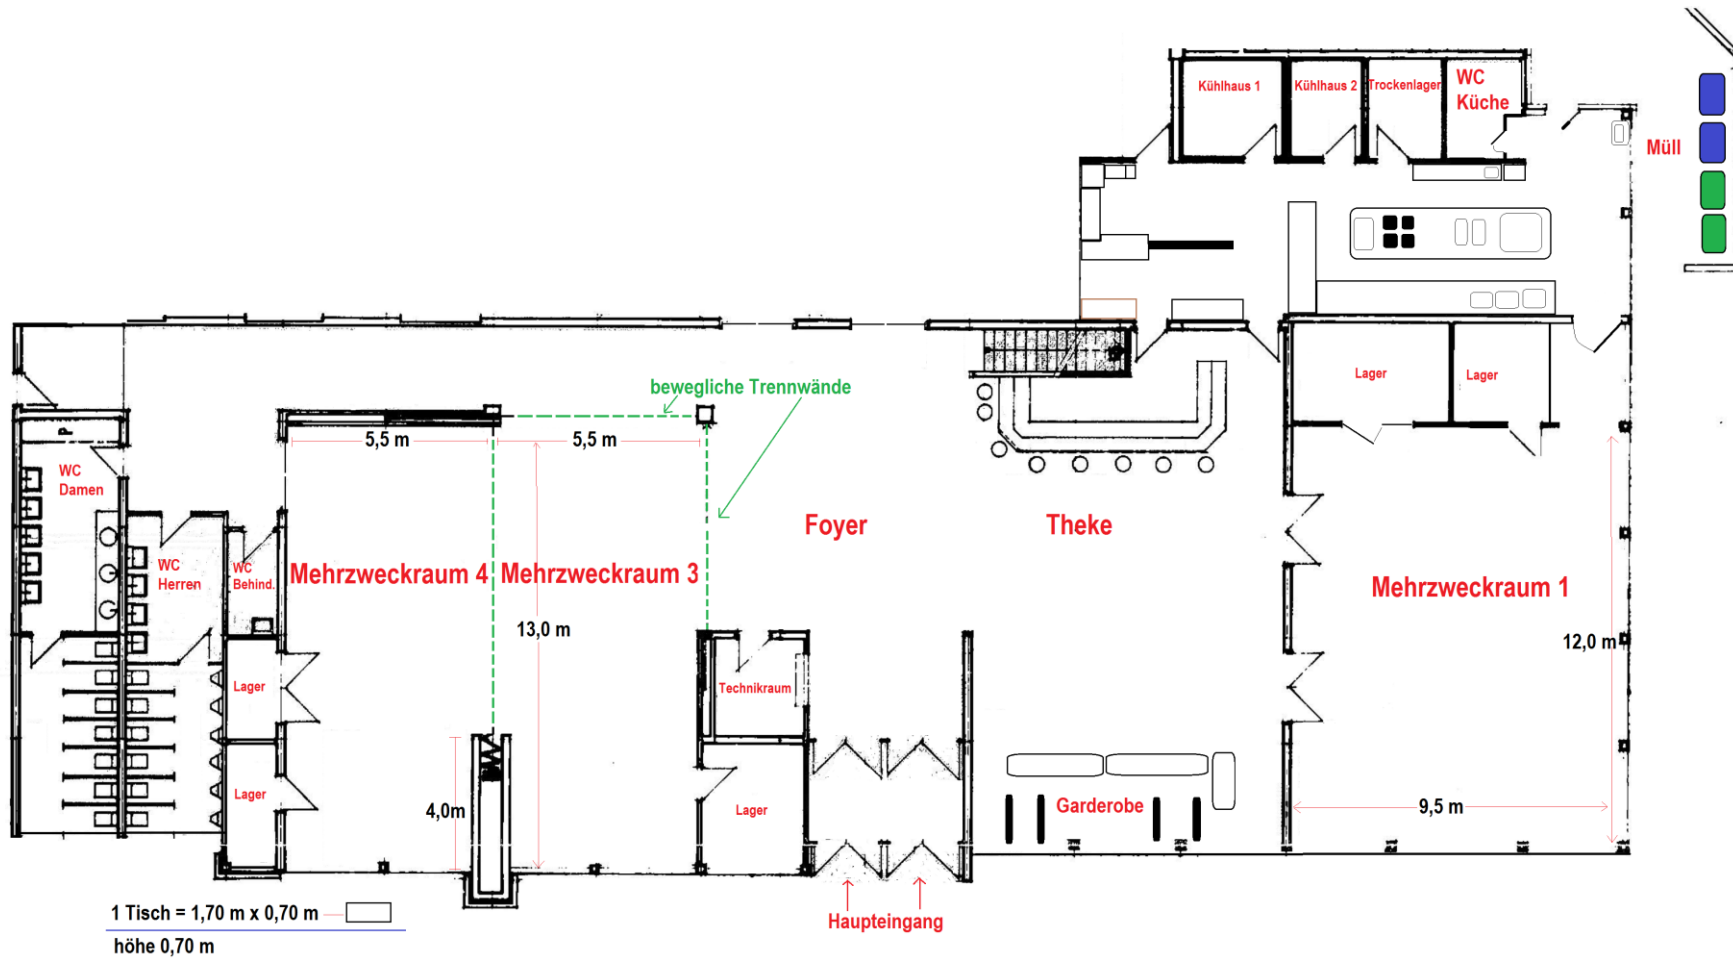 Kühlhaus 1
Kühlhaus 2
Trockenlager
WC
Küche
Müll
bewegliche Trennwände
Lager
Lager
5,5 m
5,5 m
P
WC
Damen
Foyer
Theke
WC
Herren
WC
Behind.
Mehrzweckraum 4
Mehrzweckraum 3
Mehrzweckraum 1
13,0 m
12,0 m
Lager
Technikraum
Lager
4,0m
Lager
Garderobe
9,5 m
1 Tisch = 1,70 m x 0,70 m
höhe 0,70 m
Haupteingang